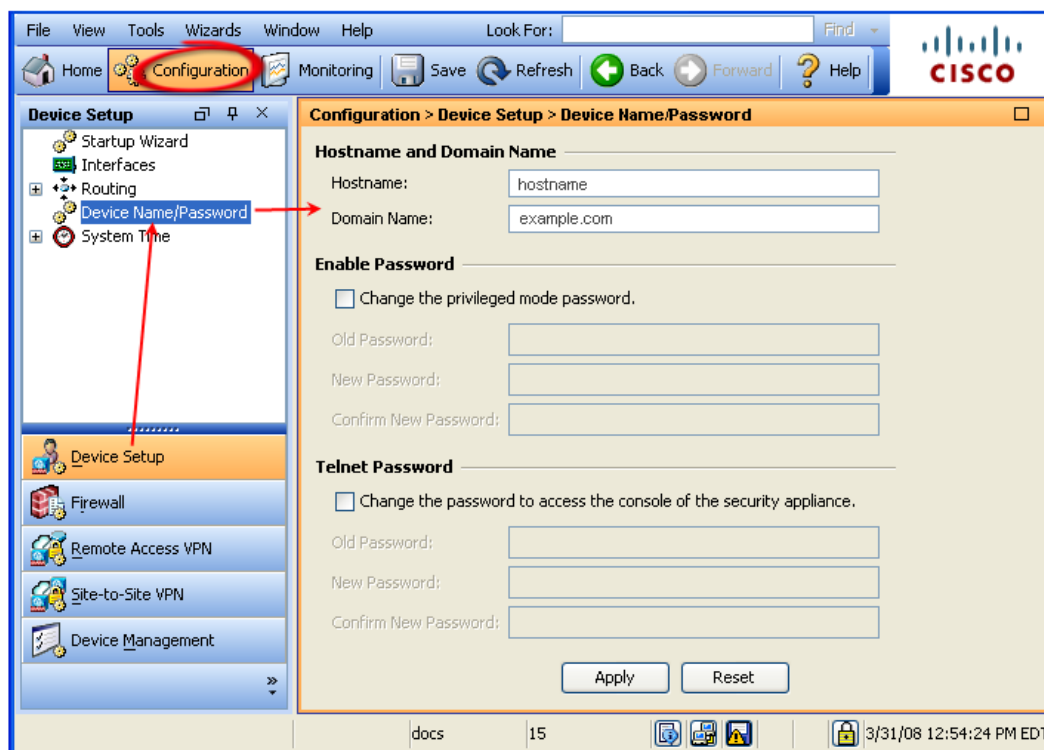 File View Tools Wizards Window Help Look For: Find
Home Configuration Monitoring Save Refresh Back Forward Help
CISCO
Device Setup
Startup Wizard
Interfaces
Routing
Device Name/Password
System Time
Device Setup
Firewall
Remote Access VPN
Site-to-Site VPN
Device Management
Configuration > Device Setup > Device Name/Password
Hostname and Domain Name
Hostname: hostname
Domain Name: example.com
Enable Password
Change the privileged mode password.
Old Password:
New Password:
Confirm New Password:
Telnet Password
Change the password to access the console of the security appliance.
Old Password:
New Password:
Confirm New Password:
Apply Reset
docs 15 3/31/08 12:54:24 PM EDT